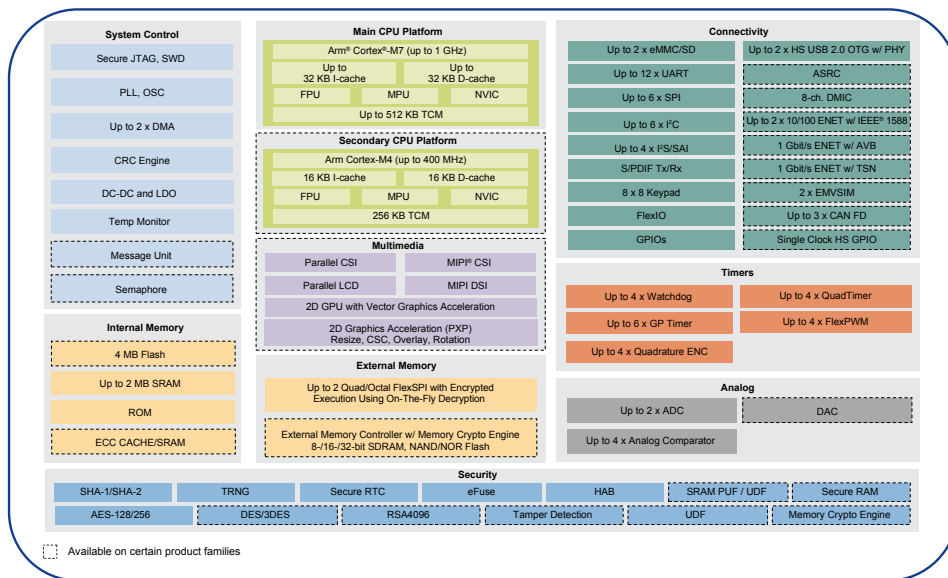 System Control
Secure JTAG, SWD
PLL, OSC
Up to 2 x DMA
CRC Engine
DC-DC and LDO
Temp Monitor
Message Unit
Semaphore
Internal Memory
4 MB Flash
Up to 2 MB SRAM
ROM
ECC CACHE/SRAM
Main CPU Platform
Arm® Cortex®-M7 (up to 1 GHz)
Up to
32 KB I-cache
Up to
32 KB D-cache
FPU
MPU
NVIC
Up to 512 KB TCM
Secondary CPU Platform
Arm Cortex-M4 (up to 400 MHz)
16 KB I-cache
16 KB D-cache
FPU
MPU
NVIC
256 KB TCM
Multimedia
Parallel CSI
MIPI® CSI
Parallel LCD
MIPI DSI
2D GPU with Vector Graphics Acceleration
2D Graphics Acceleration (PXP)
Resize, CSC, Overlay, Rotation
External Memory
Up to 2 Quad/Octal FlexSPI with Encrypted
Execution Using On-The-Fly Decryption
External Memory Controller w/ Memory Crypto Engine
8-/16-/32-bit SDRAM, NAND/NOR Flash
Connectivity
Up to 2 x eMMC/SD
Up to 2 x HS USB 2.0 OTG w/ PHY
Up to 12 x UART
ASRC
Up to 6 x SPI
8-ch. DMIC
Up to 6 x I²C
Up to 2 x 10/100 ENET w/ IEEE® 1588
Up to 4 x I²S/SAI
1 Gbit/s ENET w/ AVB
S/PDIF Tx/Rx
1 Gbit/s ENET w/ TSN
8 x 8 Keypad
2 x EMVSIM
FlexIO
Up to 3 x CAN FD
GPIOs
Single Clock HS GPIO
Timers
Up to 4 x Watchdog
Up to 4 x QuadTimer
Up to 6 x GP Timer
Up to 4 x FlexPWM
Up to 4 x Quadrature ENC
Analog
Up to 2 x ADC
DAC
Up to 4 x Analog Comparator
Security
SHA-1/SHA-2
TRNG
Secure RTC
eFuse
HAB
SRAM PUF / UDF
Secure RAM
AES-128/256
DES/3DES
RSA4096
Tamper Detection
UDF
Memory Crypto Engine
Available on certain product families